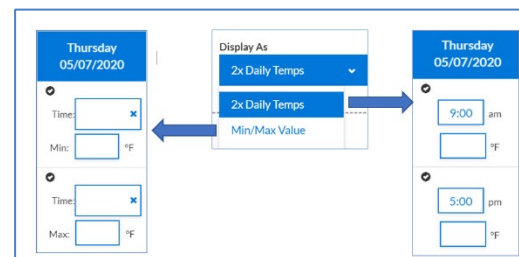 Thursday
05/07/2020
Time:
Min: °F
Time:
Max: °F
Display As
2x Daily Temps
2x Daily Temps
Min/Max Value
Thursday
05/07/2020
9:00 am
°F
5:00 pm
°F